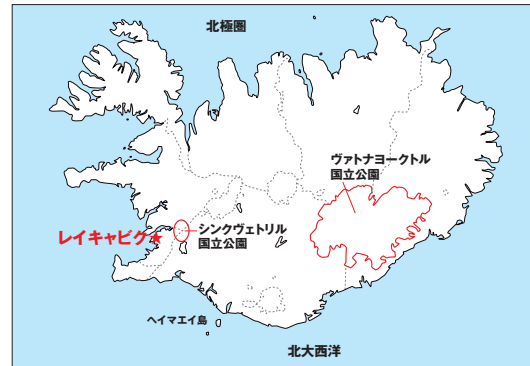 北極圏
ヴァトナヨークトル
国立公園
レイキャビク
シンクヴェトリル
国立公園
ヘイマエイ島
北大西洋